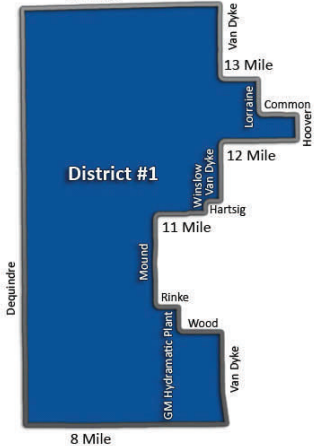 Van Dyke
13 Mile
Lorraine
Common
Hoover
12 Mile
District #1
Winslow
Van Dyke
Hartsig
11 Mile
Mound
Dequindre
Rinke
GM Hydramatic Plant
Wood
Van Dyke
8 Mile